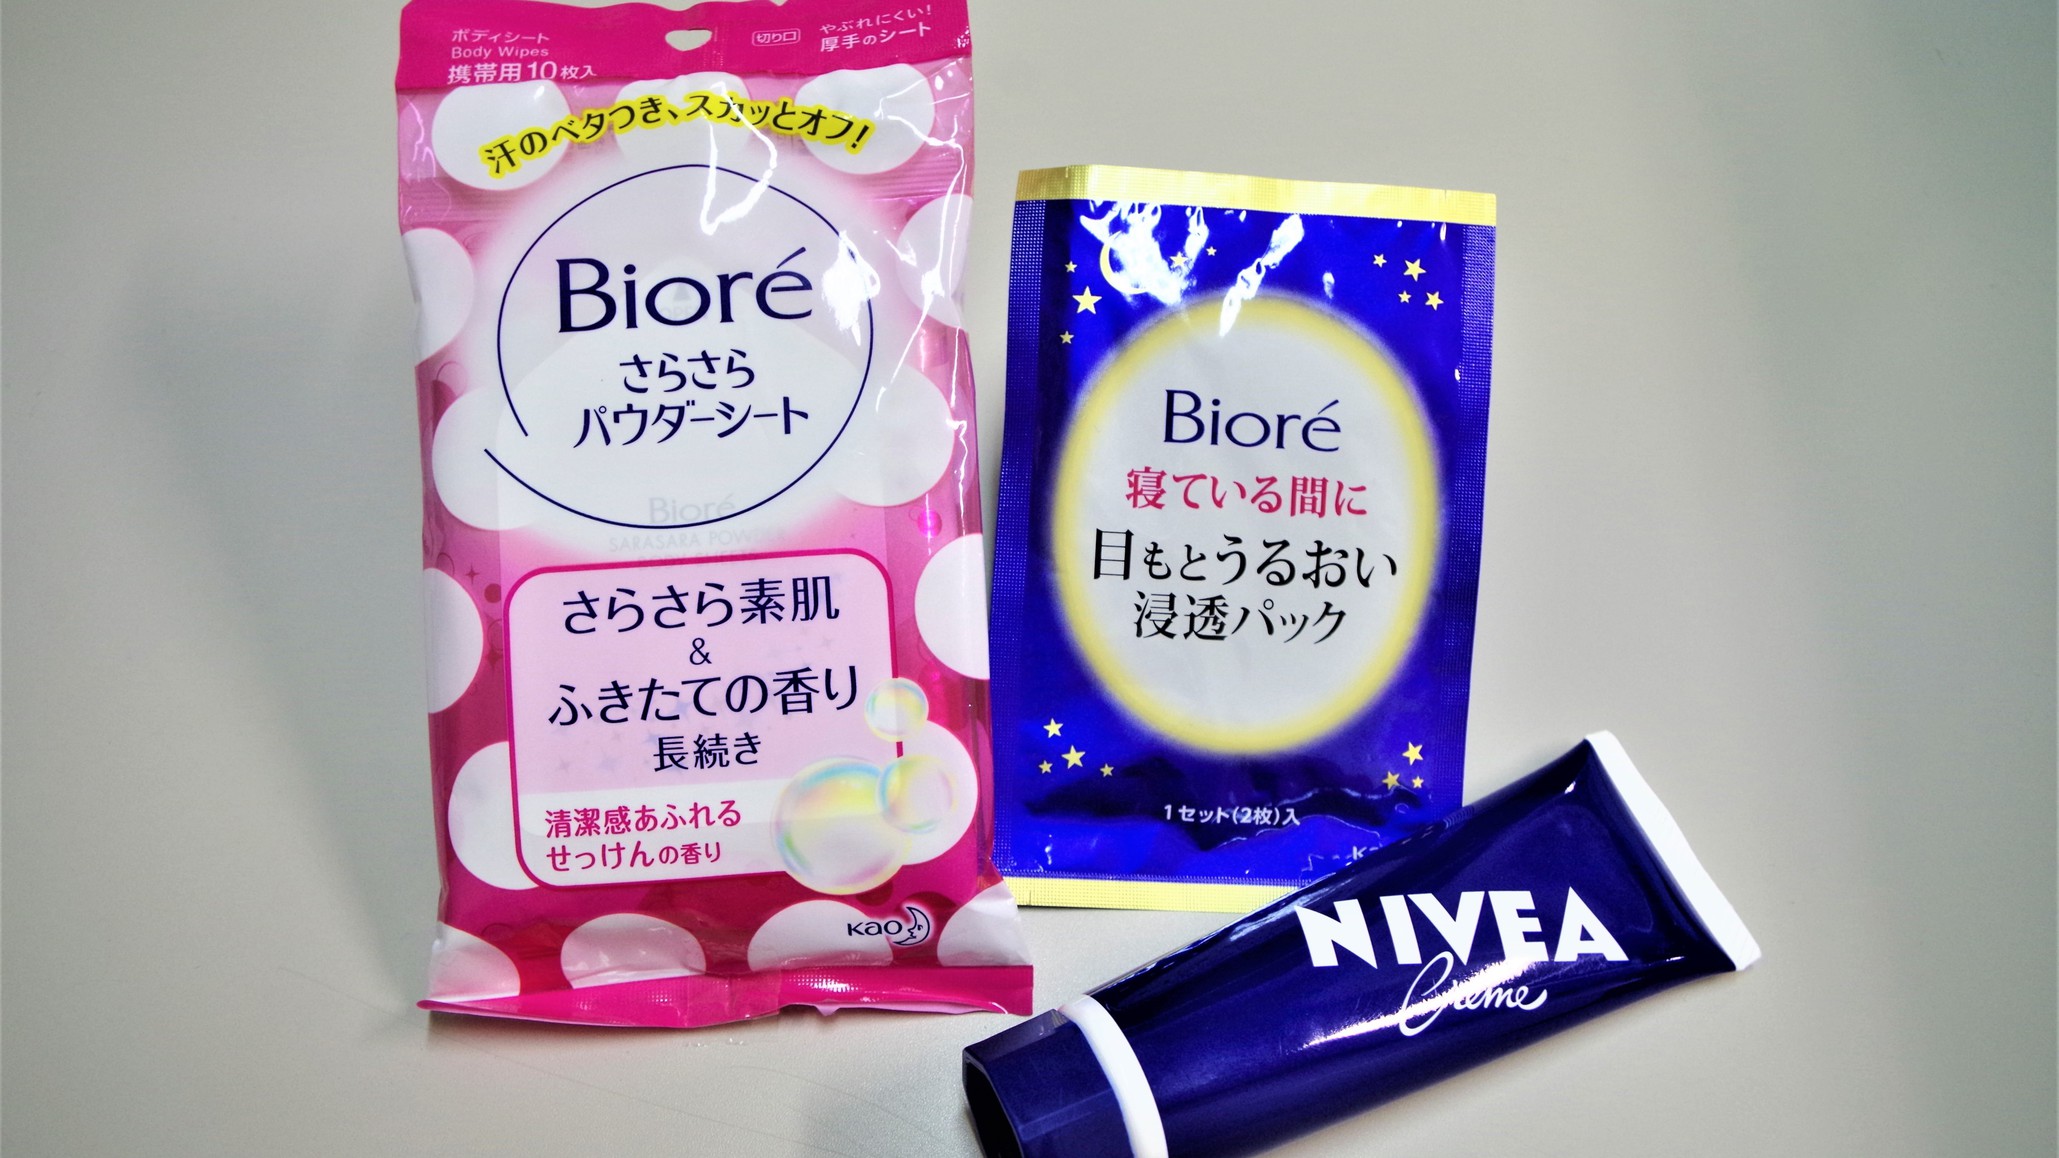 ボディシート
Body Wipes
携帯用10枚入
切り口
やぶれにくい!
厚手のシート
汗のベタつき、スカッとオフ!
Bioré
さらさら
パウダーシート
Bioré
SARASARA POWDER
さらさら素肌
&
ふきたての香り
長続き
清潔感あふれる
せっけんの香り
Kao
Bioré
寝ている間に
目もとうるおい
浸透パック
1セット(2枚)入
NIVEA
Creme